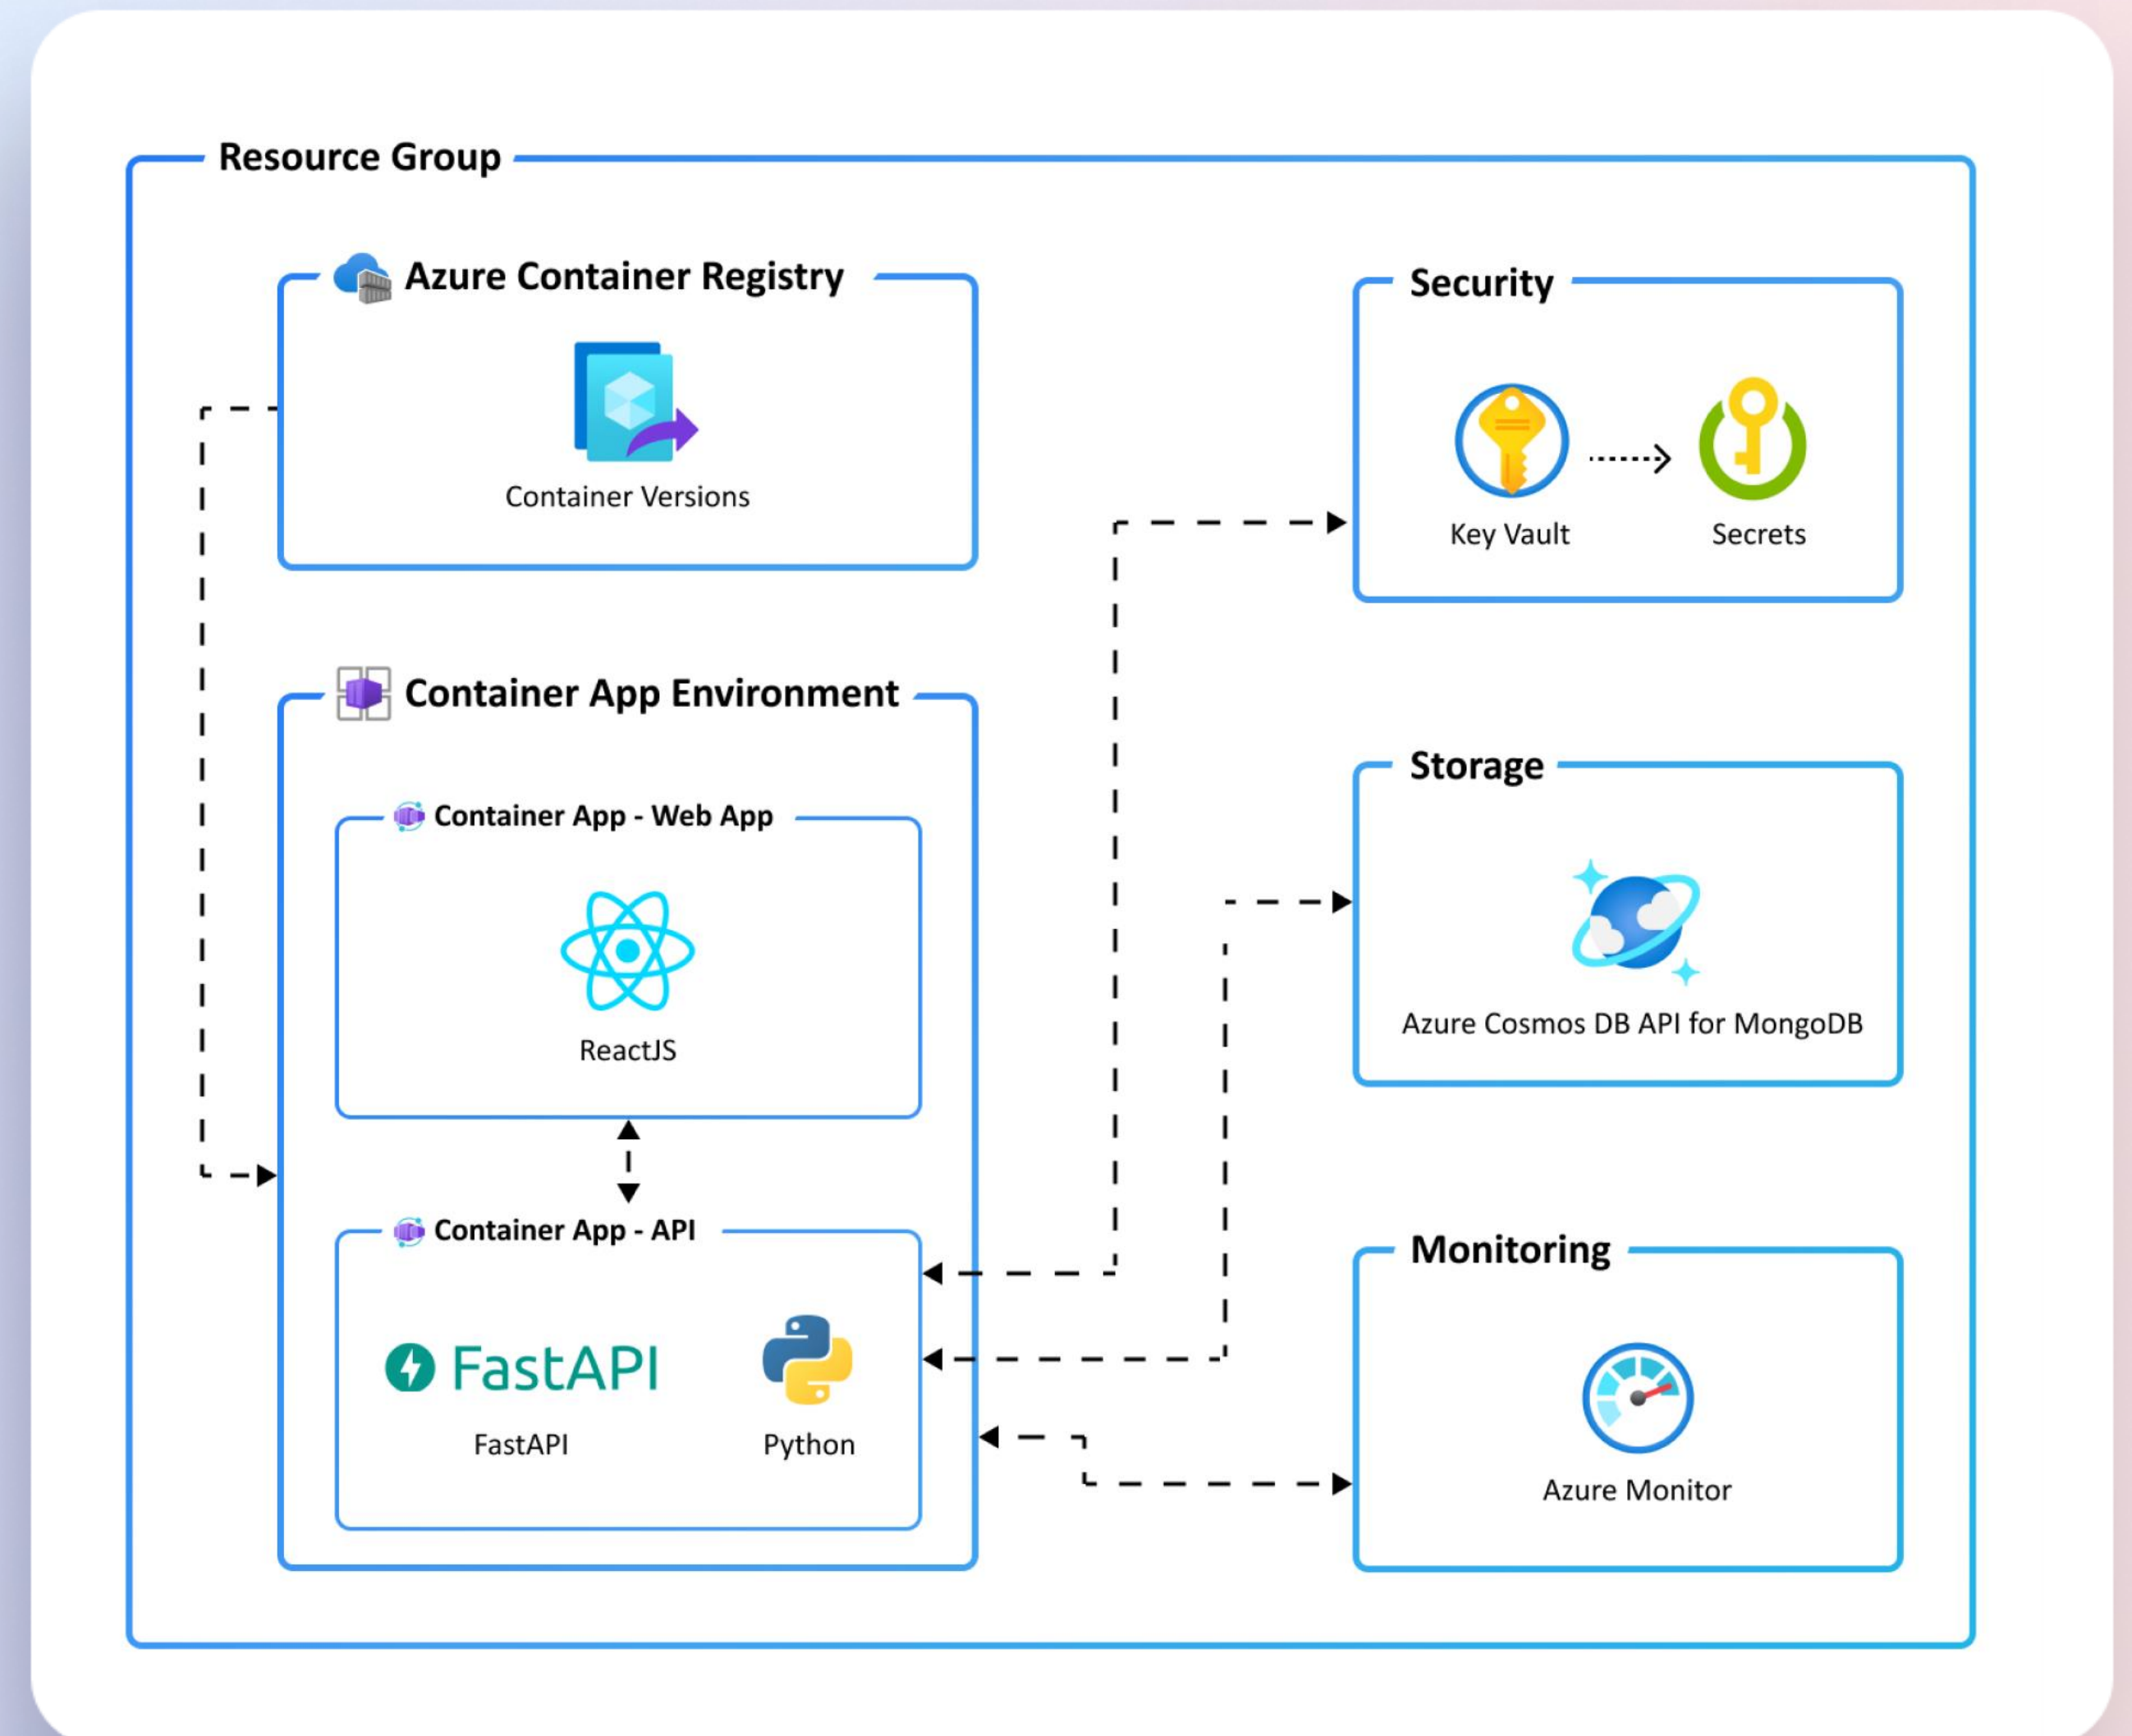 Resource Group
Azure Container Registry
Container Versions
Container App Environment
Container App - Web App
ReactJS
Container App - API
FastAPI
FastAPI
Python
Security
Key Vault
Secrets
Storage
Azure Cosmos DB API for MongoDB
Monitoring
Azure Monitor